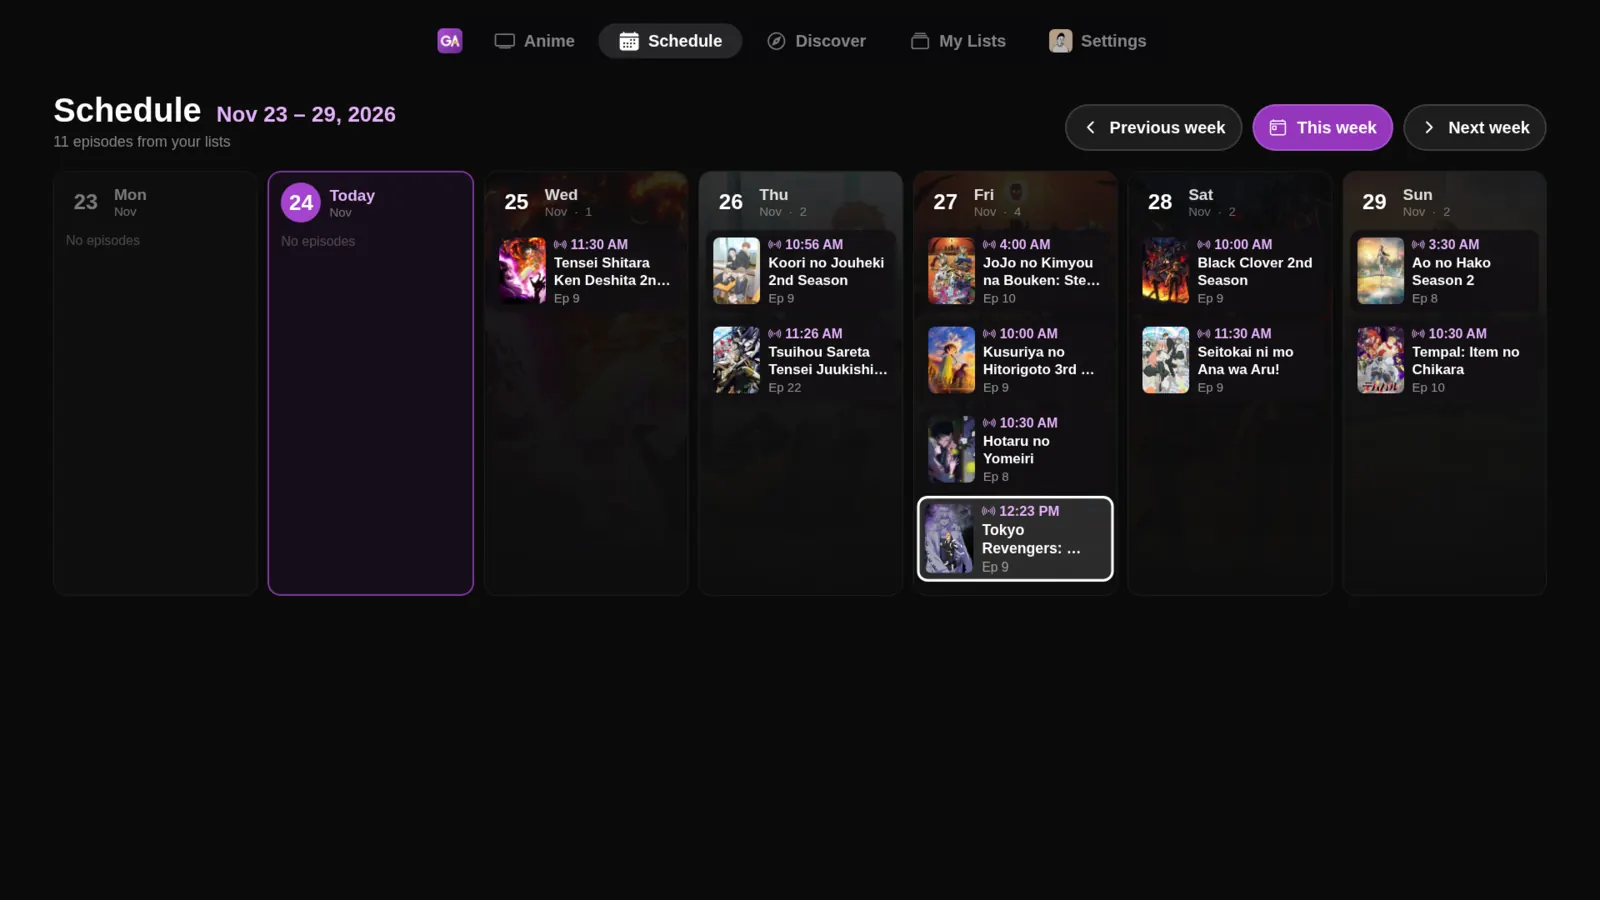 GA
Anime
Schedule
Discover
My Lists
Settings
Schedule Nov 23 – 29, 2026
11 episodes from your lists
Previous week
This week
Next week
23 Mon
Nov
No episodes
24 Today
Nov
No episodes
25 Wed
Nov · 1
11:30 AM
Tensei Shitara
Ken Deshita 2n…
Ep 9
26 Thu
Nov · 2
10:56 AM
Koori no Jouheki
2nd Season
Ep 9
11:26 AM
Tsuihou Sareta
Tensei Juukishi…
Ep 22
27 Fri
Nov · 4
4:00 AM
JoJo no Kimyou
na Bouken: Ste…
Ep 10
10:00 AM
Kusuriya no
Hitorigoto 3rd …
Ep 9
10:30 AM
Hotaru no
Yomeiri
Ep 8
12:23 PM
Tokyo
Revengers: …
Ep 9
28 Sat
Nov · 2
10:00 AM
Black Clover 2nd
Season
Ep 9
11:30 AM
Seitokai ni mo
Ana wa Aru!
Ep 9
29 Sun
Nov · 2
3:30 AM
Ao no Hako
Season 2
Ep 8
10:30 AM
Tempal: Item no
Chikara
Ep 10